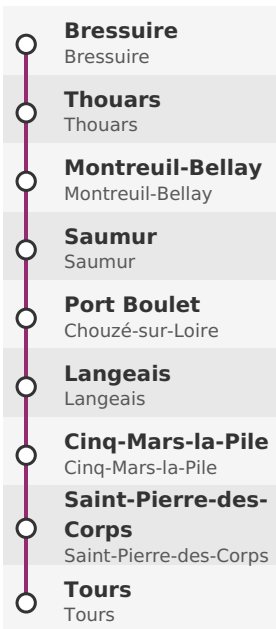 Bressuire
Bressuire
Thouars
Thouars
Montreuil-Bellay
Montreuil-Bellay
Saumur
Saumur
Port Boulet
Chouzé-sur-Loire
Langeais
Langeais
Cinq-Mars-la-Pile
Cinq-Mars-la-Pile
Saint-Pierre-des-
Corps
Saint-Pierre-des-Corps
Tours
Tours